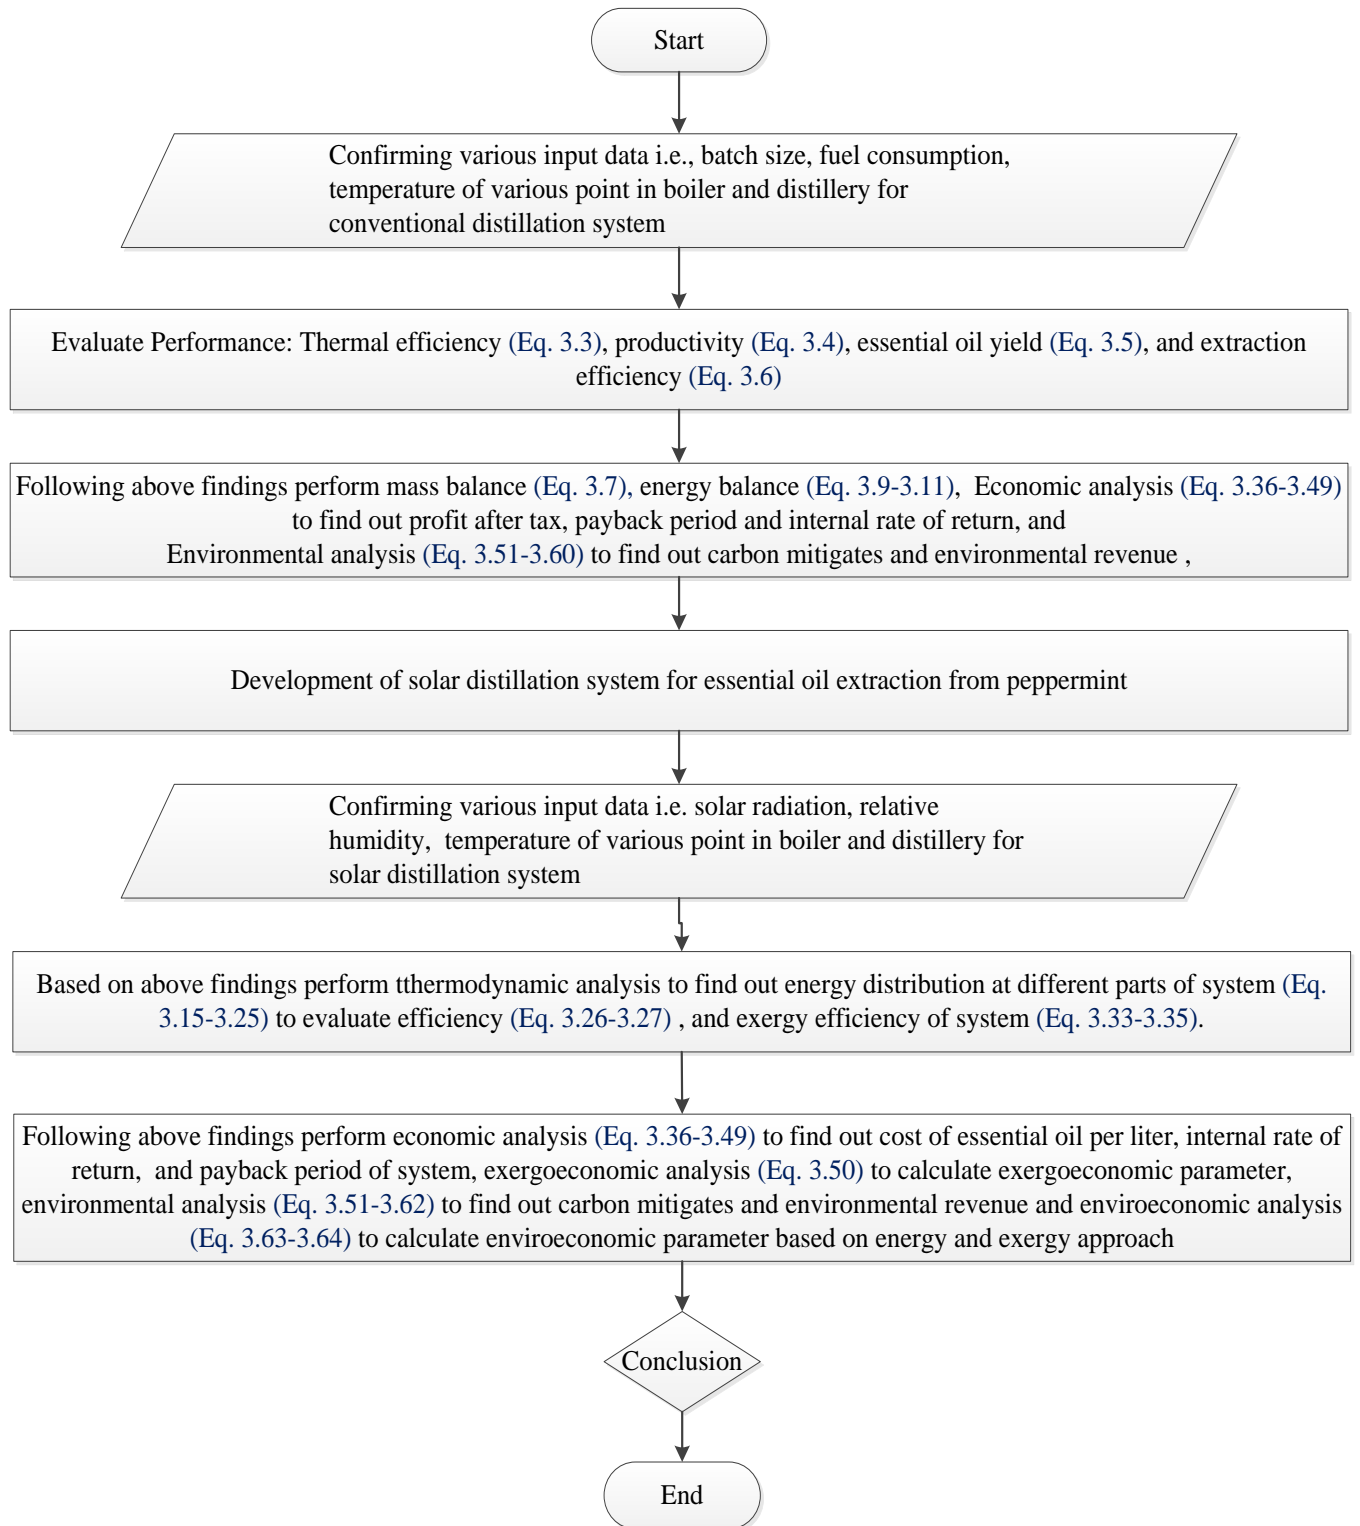 Start
Confirming various input data i.e., batch size, fuel consumption,
temperature of various point in boiler and distillery for
conventional distillation system
Evaluate Performance: Thermal efficiency (Eq. 3.3), productivity (Eq. 3.4), essential oil yield (Eq. 3.5), and extraction
efficiency (Eq. 3.6)
Following above findings perform mass balance (Eq. 3.7), energy balance (Eq. 3.9-3.11), Economic analysis (Eq. 3.36-3.49)
to find out profit after tax, payback period and internal rate of return, and
Environmental analysis (Eq. 3.51-3.60) to find out carbon mitigates and environmental revenue ,
Development of solar distillation system for essential oil extraction from peppermint
Confirming various input data i.e. solar radiation, relative
humidity, temperature of various point in boiler and distillery for
solar distillation system
Based on above findings perform tthermodynamic analysis to find out energy distribution at different parts of system (Eq.
3.15-3.25) to evaluate efficiency (Eq. 3.26-3.27) , and exergy efficiency of system (Eq. 3.33-3.35).
Following above findings perform economic analysis (Eq. 3.36-3.49) to find out cost of essential oil per liter, internal rate of
return, and payback period of system, exergoeconomic analysis (Eq. 3.50) to calculate exergoeconomic parameter,
environmental analysis (Eq. 3.51-3.62) to find out carbon mitigates and environmental revenue and enviroeconomic analysis
(Eq. 3.63-3.64) to calculate enviroeconomic parameter based on energy and exergy approach
Conclusion
End